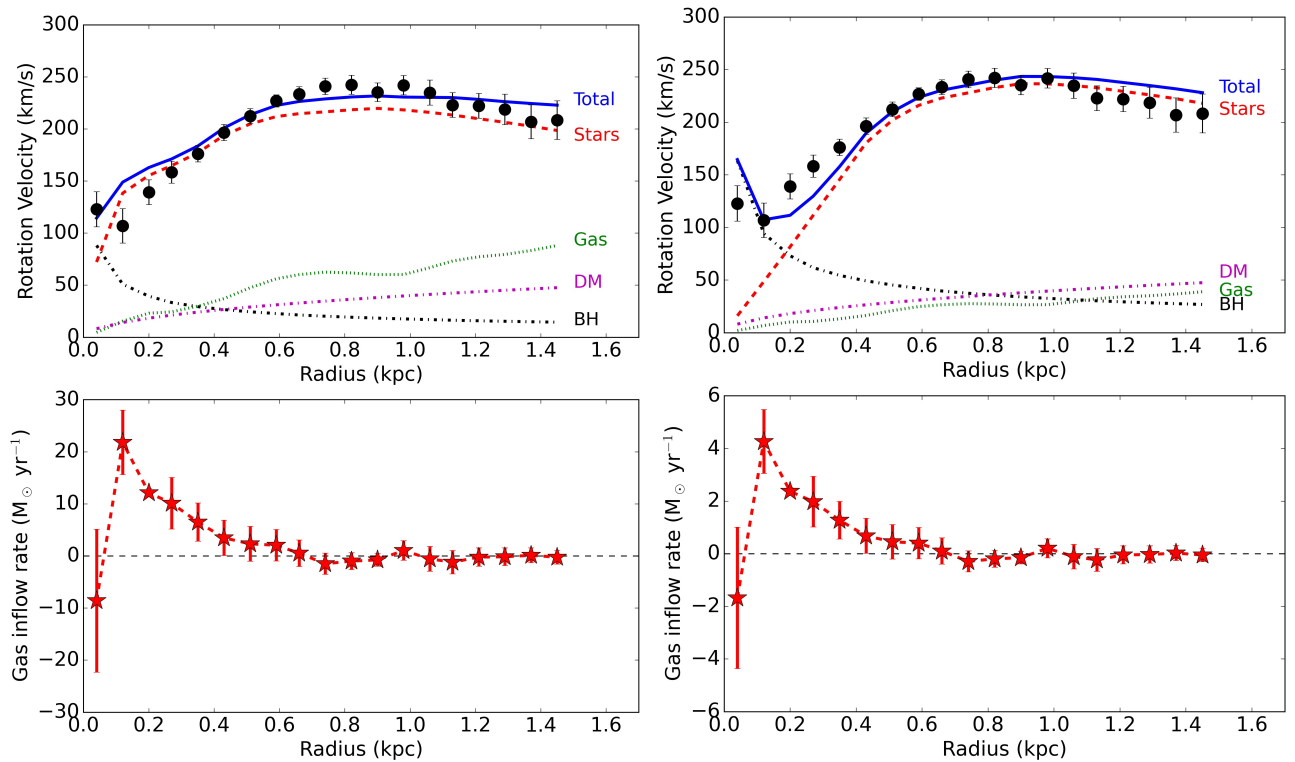 300
250
200
150
100
50
0
Rotation Velocity (km/s)
Total
Stars
Gas
DM
BH
0.0 0.2 0.4 0.6 0.8 1.0 1.2 1.4 1.6
Radius (kpc)
300
250
200
150
100
50
0
Rotation Velocity (km/s)
Total
Stars
DM
Gas
BH
0.0 0.2 0.4 0.6 0.8 1.0 1.2 1.4 1.6
Radius (kpc)
30
20
10
0
−10
−20
−30
Gas inflow rate (M⊙ yr⁻¹)
0.0 0.2 0.4 0.6 0.8 1.0 1.2 1.4 1.6
Radius (kpc)
6
4
2
0
−2
−4
−6
Gas inflow rate (M⊙ yr⁻¹)
0.0 0.2 0.4 0.6 0.8 1.0 1.2 1.4 1.6
Radius (kpc)